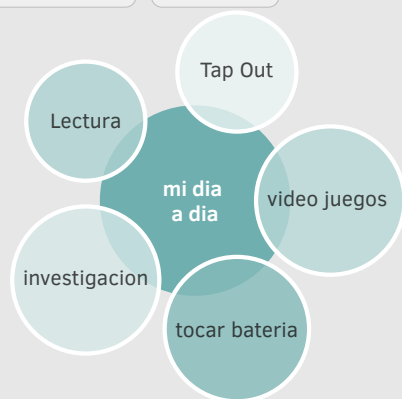 Tap Out
Lectura
mi dia
a dia
video juegos
investigacion
tocar bateria